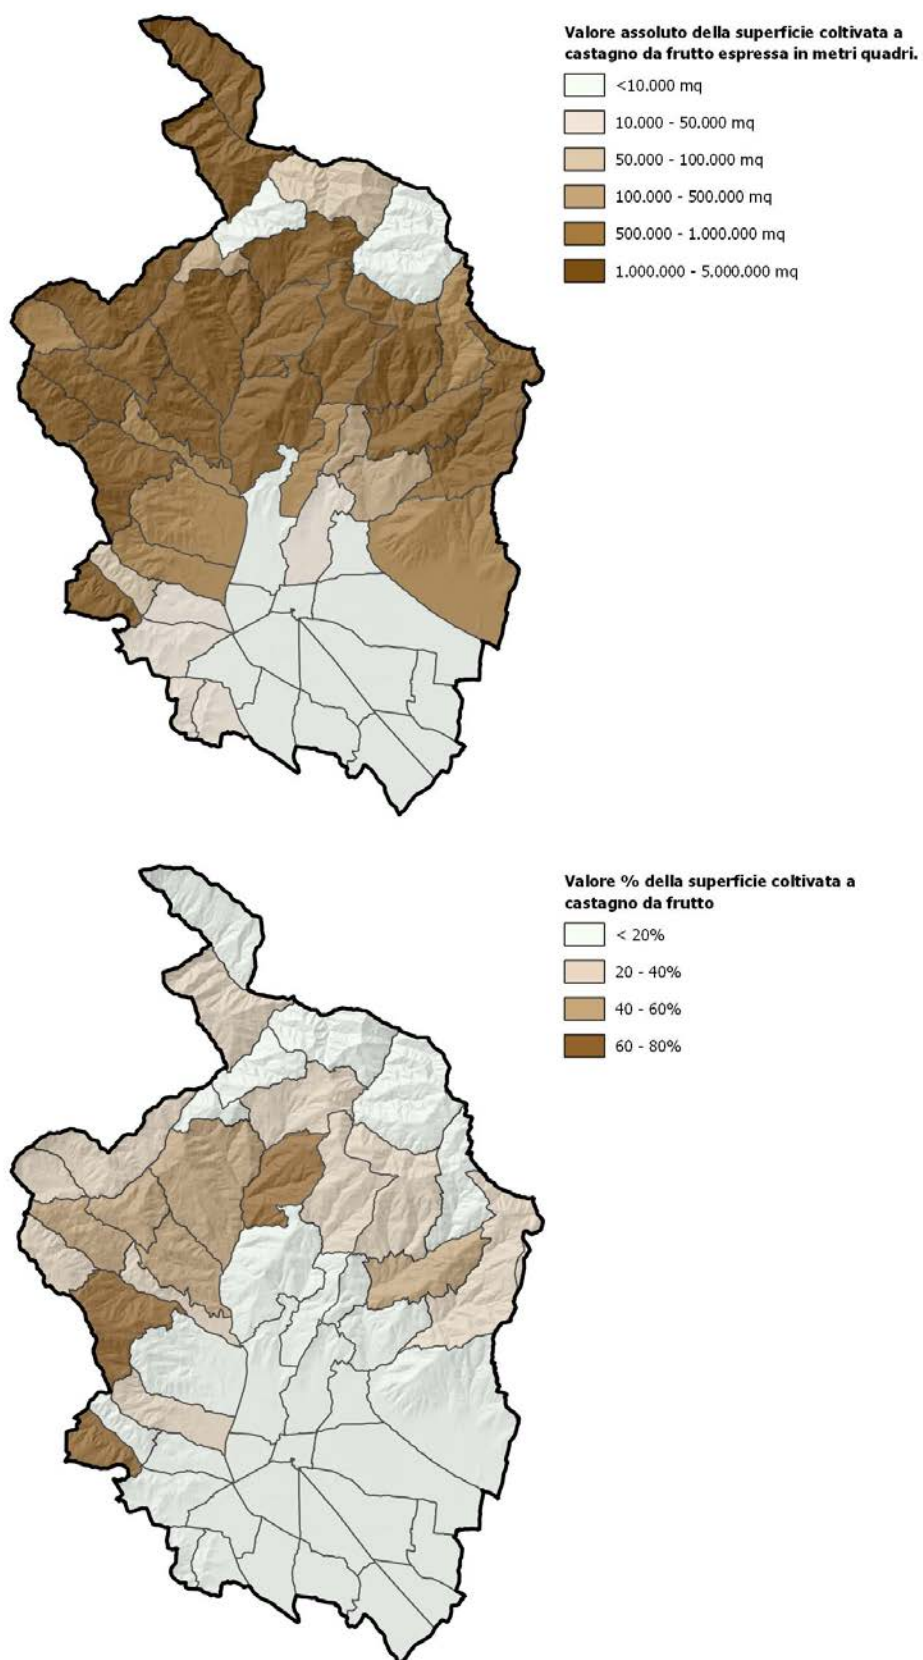 Valore assoluto della superficie coltivata a
castagno da frutto espressa in metri quadri.
<10.000 mq
10.000 - 50.000 mq
50.000 - 100.000 mq
100.000 - 500.000 mq
500.000 - 1.000.000 mq
1.000.000 - 5.000.000 mq
Valore % della superficie coltivata a
castagno da frutto
< 20%
20 - 40%
40 - 60%
60 - 80%